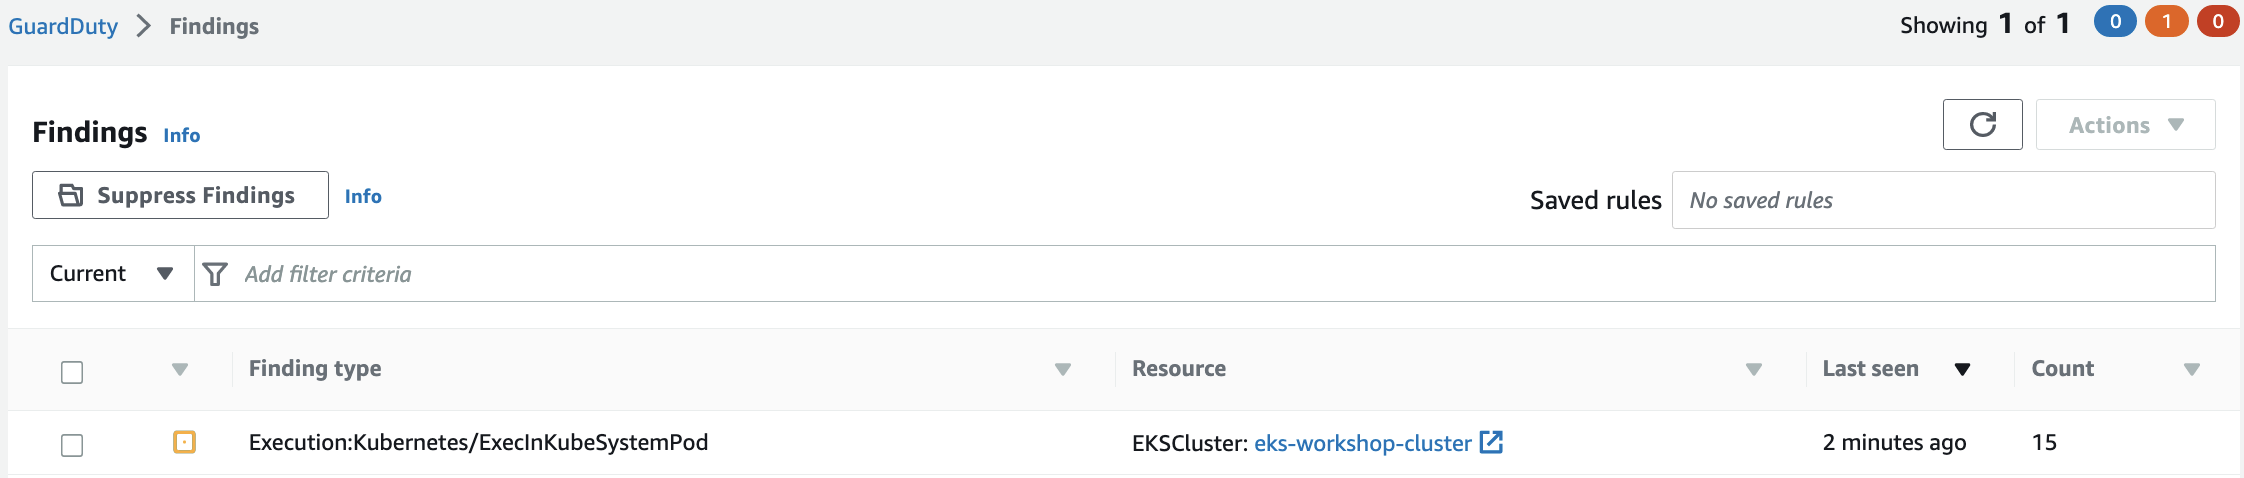 GuardDuty Findings Showing 1 of 1 0 1 0
Findings Info
Actions
Suppress Findings Info
Saved rules No saved rules
Current Add filter criteria
Finding type Resource Last seen Count
Execution:Kubernetes/ExecInKubeSystemPod EKSCluster: eks-workshop-cluster 2 minutes ago 15